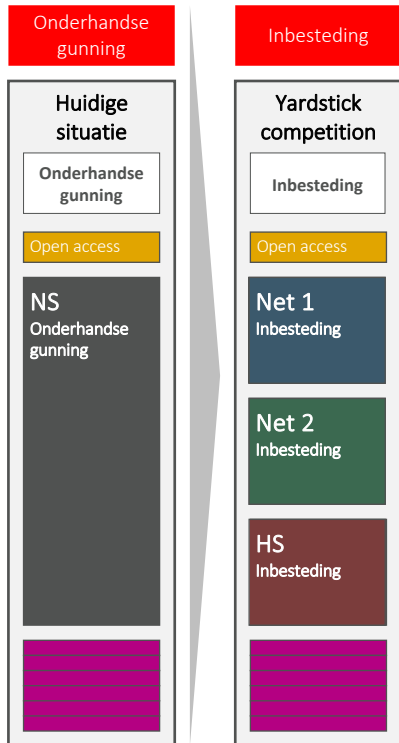 Onderhandse
gunning
Inbesteding
Huidige
situatie
Onderhandse
gunning
Open access
NS
Onderhandse
gunning
Yardstick
competition
Inbesteding
Open access
Net 1
Inbesteding
Net 2
Inbesteding
HS
Inbesteding